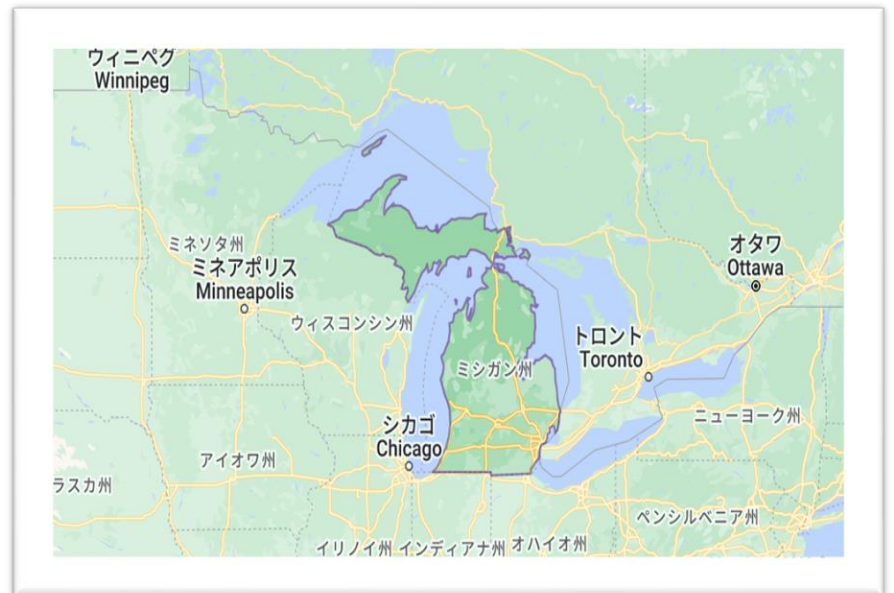 ウィニペグ
Winnipeg
ミネソタ州
オタワ
Ottawa
ミネアポリス
Minneapolis
ウィスコンシン州
トロント
Toronto
ミシガン州
ニューヨーク州
シカゴ
Chicago
アイオワ州
ラスカ州
ペンシルベニア州
イリノイ州 インディアナ州 オハイオ州